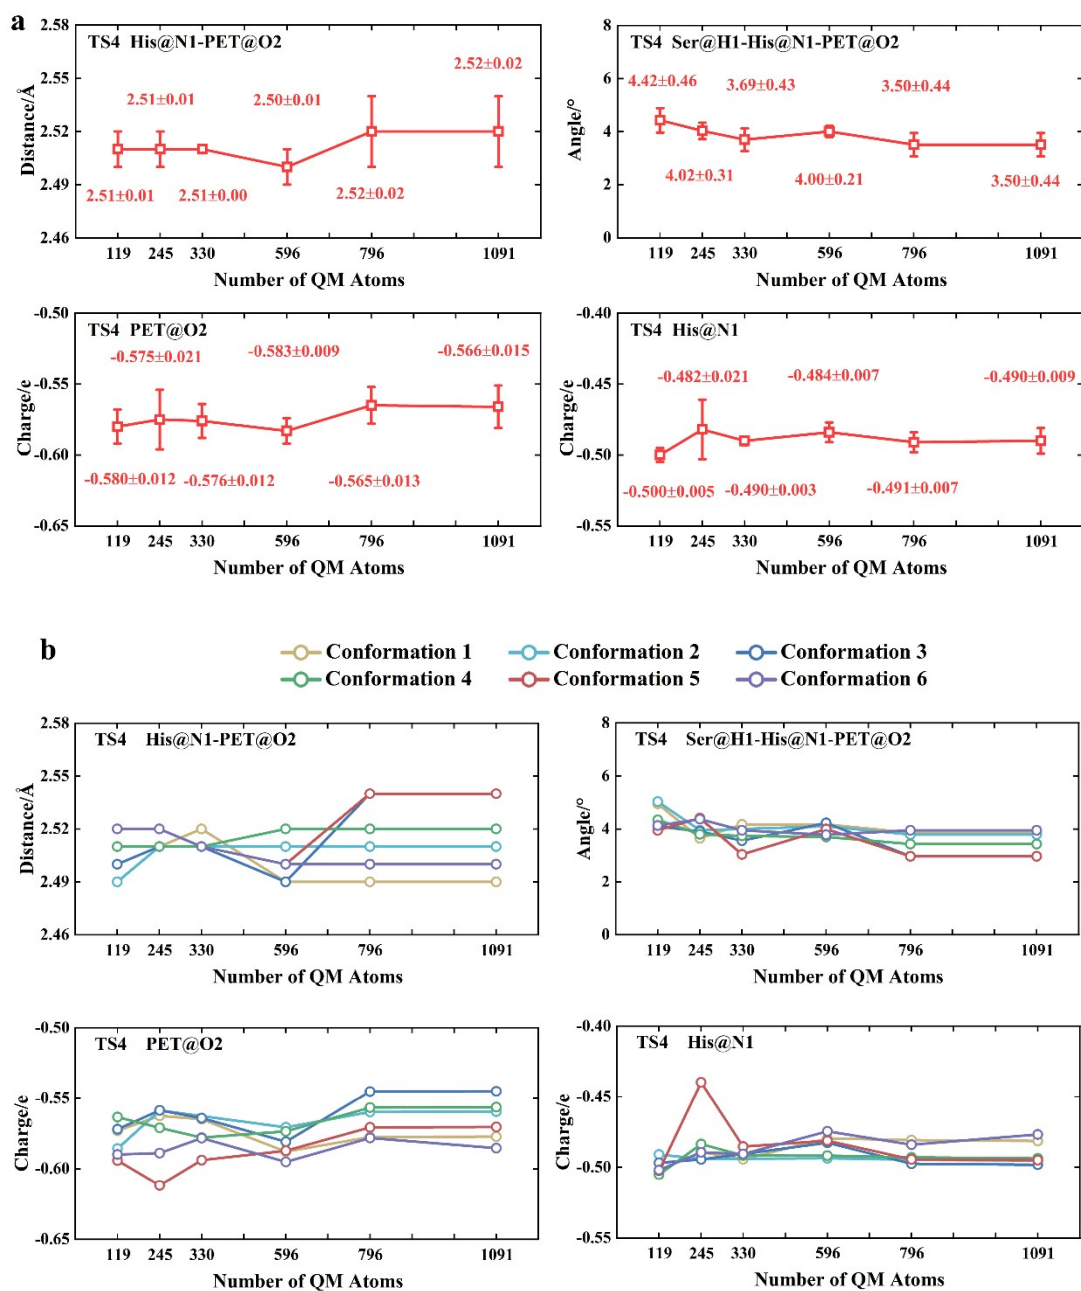 a
TS4 His@N1-PET@O2
2.58
2.55
2.52
2.49
2.46
Distance/Å
2.51±0.01
2.51±0.01
2.51±0.00
2.50±0.01
2.52±0.02
2.52±0.02
119 245 330 596 796 1091
Number of QM Atoms
TS4 Ser@H1-His@N1-PET@O2
8
6
4
2
0
Angle/°
4.42±0.46
4.02±0.31
3.69±0.43
4.00±0.21
3.50±0.44
3.50±0.44
119 245 330 596 796 1091
Number of QM Atoms
TS4 PET@O2
-0.50
-0.55
-0.60
-0.65
Charge/e
-0.580±0.012
-0.575±0.021
-0.576±0.012
-0.583±0.009
-0.565±0.013
-0.566±0.015
119 245 330 596 796 1091
Number of QM Atoms
TS4 His@N1
-0.40
-0.45
-0.50
-0.55
Charge/e
-0.500±0.005
-0.482±0.021
-0.490±0.003
-0.484±0.007
-0.491±0.007
-0.490±0.009
119 245 330 596 796 1091
Number of QM Atoms
b
Conformation 1 Conformation 2 Conformation 3
Conformation 4 Conformation 5 Conformation 6
TS4 His@N1-PET@O2
2.58
2.55
2.52
2.49
2.46
Distance/Å
119 245 330 596 796 1091
Number of QM Atoms
TS4 Ser@H1-His@N1-PET@O2
8
6
4
2
0
Angle/°
119 245 330 596 796 1091
Number of QM Atoms
TS4 PET@O2
-0.50
-0.55
-0.60
-0.65
Charge/e
119 245 330 596 796 1091
Number of QM Atoms
TS4 His@N1
-0.40
-0.45
-0.50
-0.55
Charge/e
119 245 330 596 796 1091
Number of QM Atoms